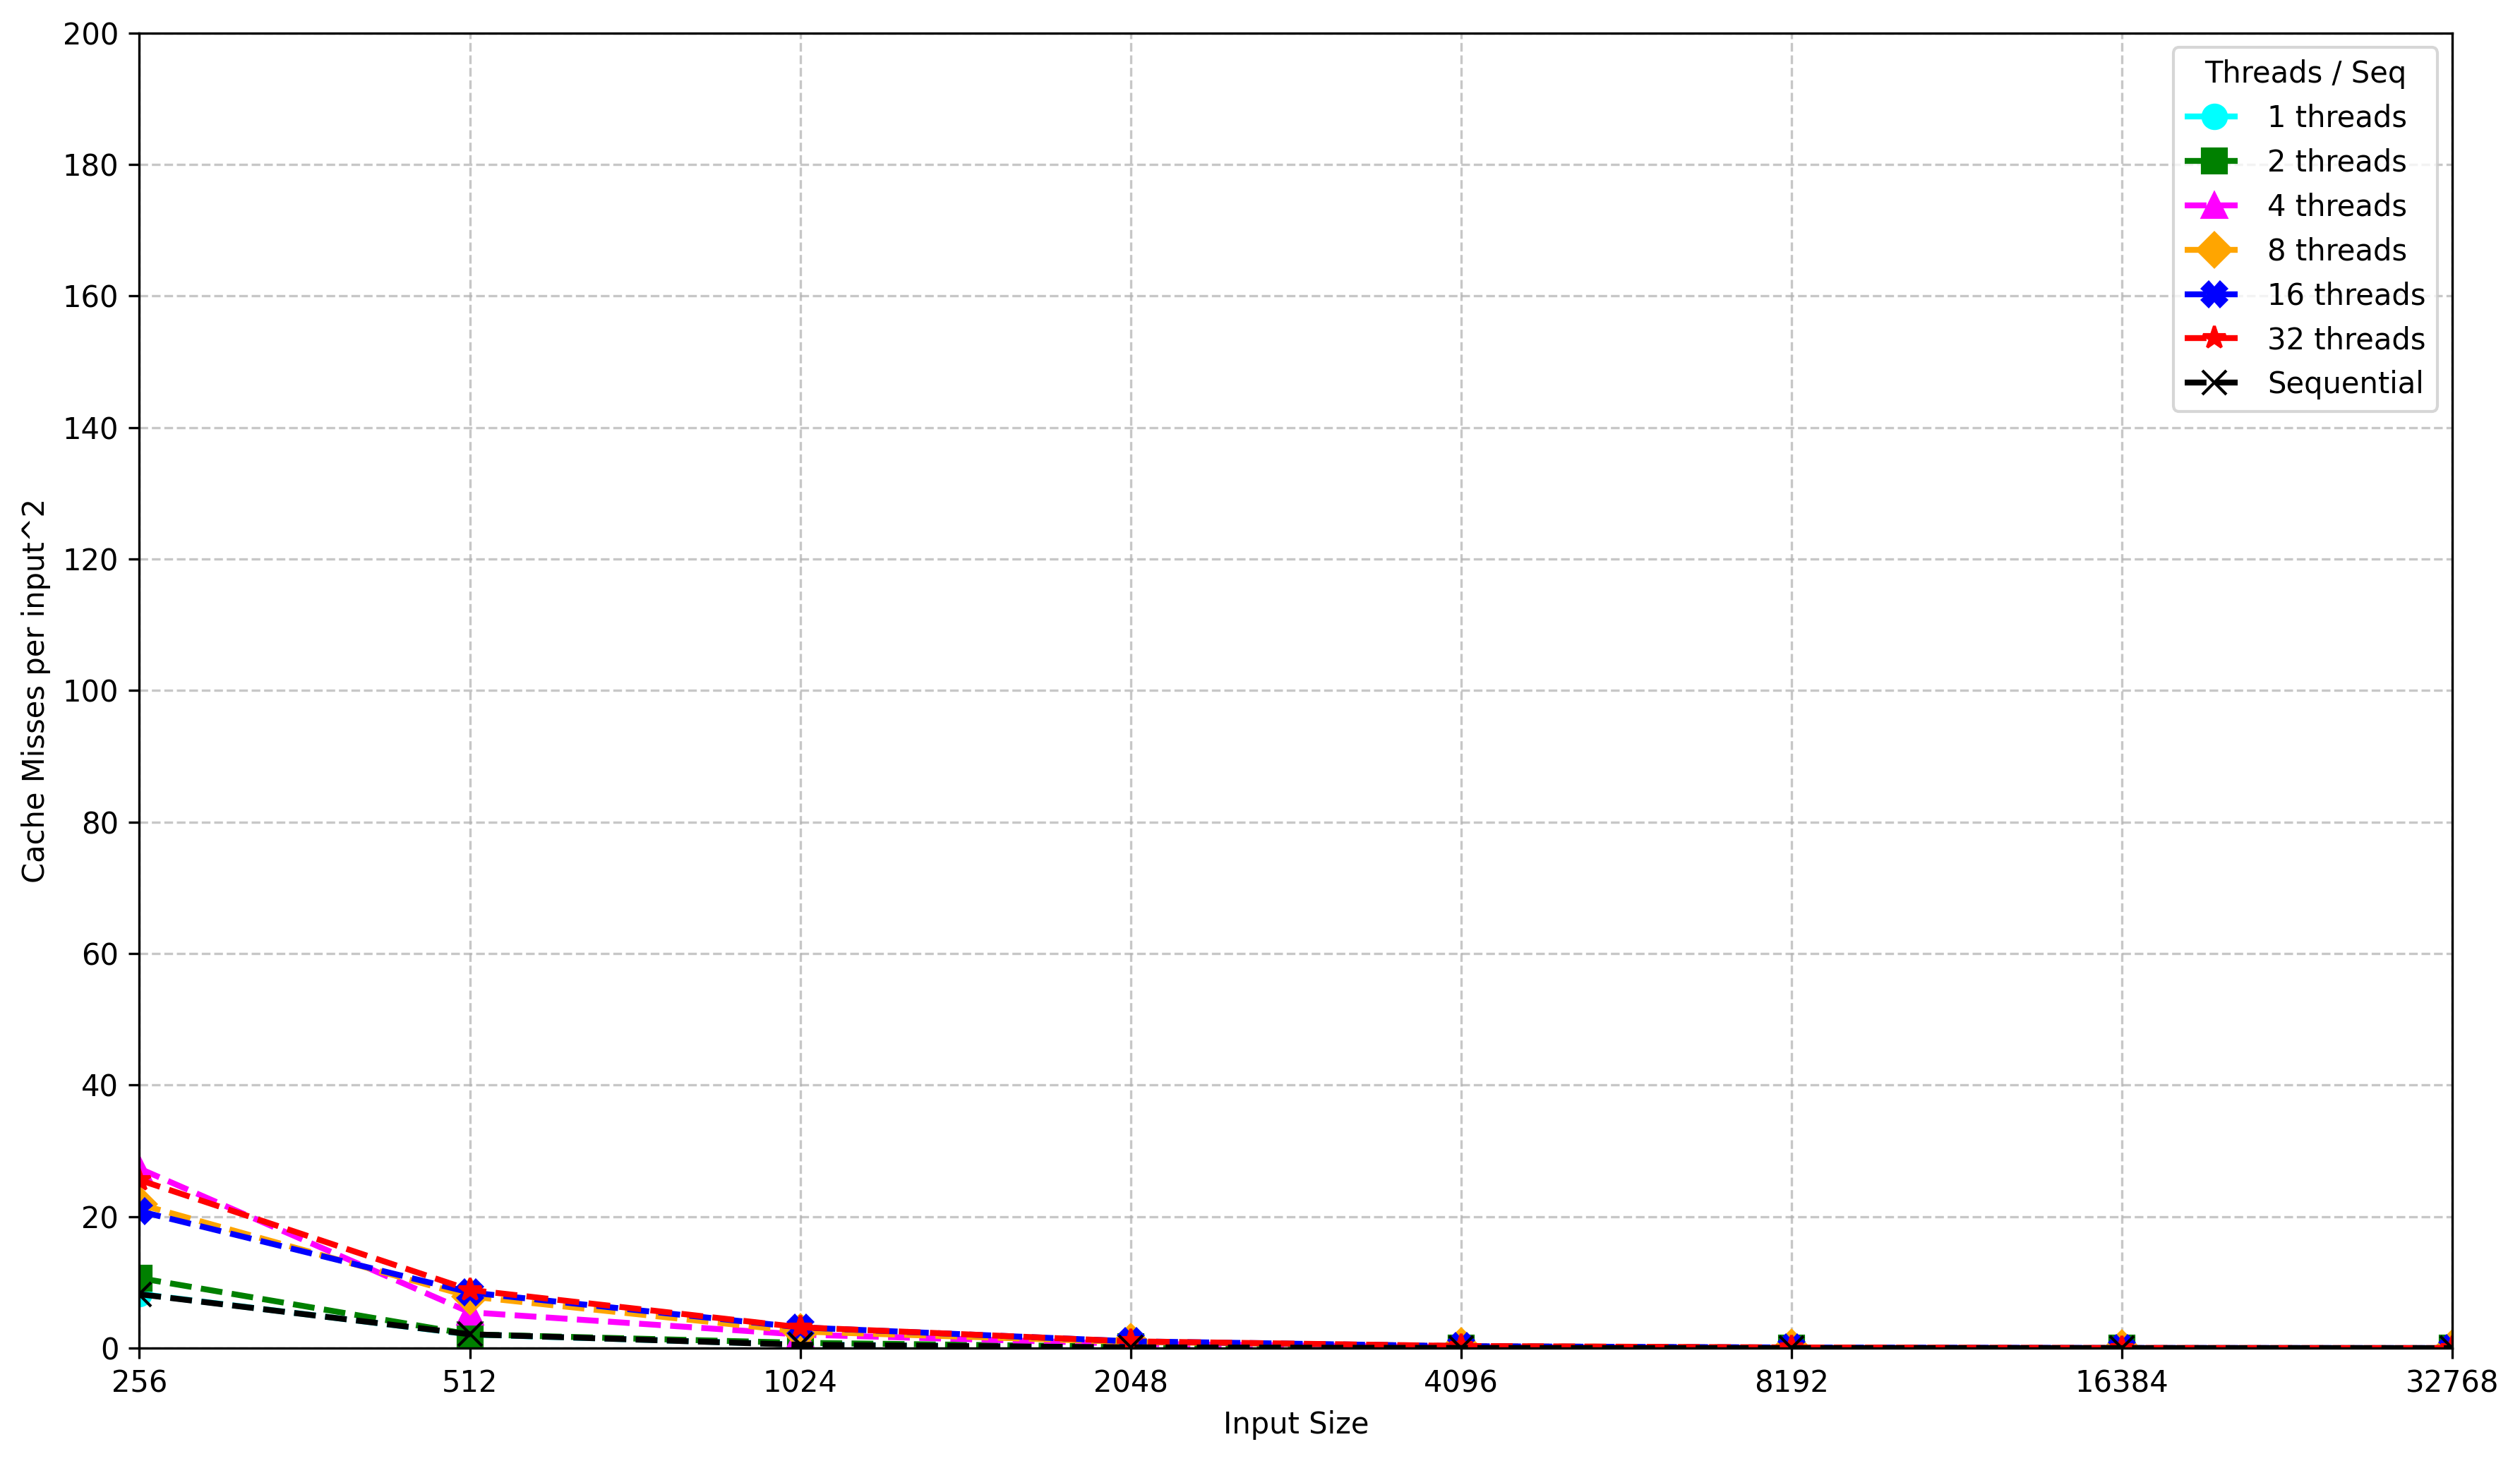 200
180
160
140
120
100
80
60
40
20
0
Cache Misses per input^2
256 512 1024 2048 4096 8192 16384 32768
Input Size
Threads / Seq
1 threads
2 threads
4 threads
8 threads
16 threads
32 threads
Sequential